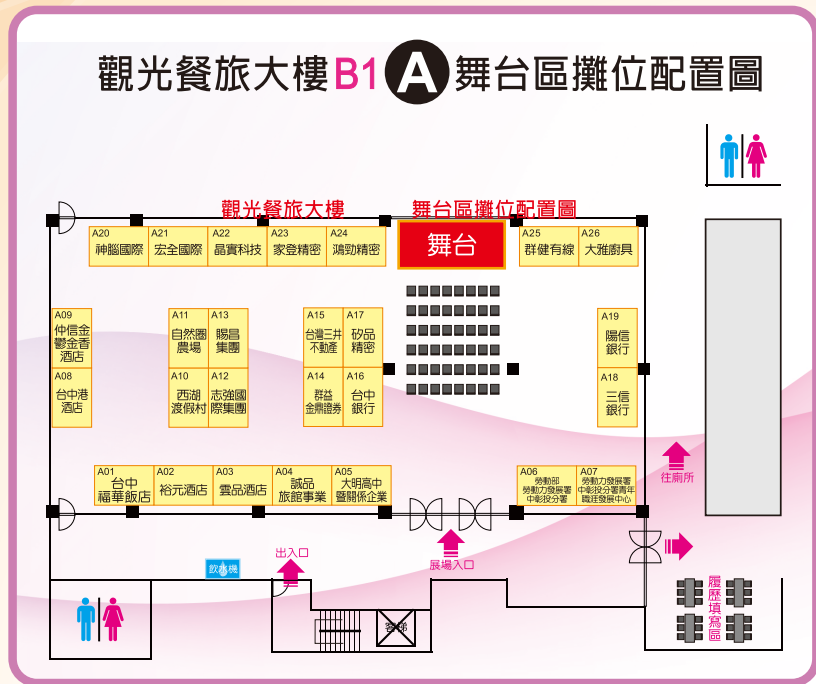 觀光餐旅大樓B1 A 舞台區攤位配置圖
觀光餐旅大樓
舞台區攤位配置圖
A20
神腦國際
A21
宏全國際
A22
晶實科技
A23
家登精密
A24
鴻勁精密
舞台
A25
群健有線
A26
大雅廚具
A09
仲信金
鬱金香
酒店
A08
台中港
酒店
A11
自然圈
農場
A13
賜昌
集團
A10
西湖
渡假村
A12
志強國
際集團
A15
台灣三井
不動產
A17
矽品
精密
A14
群益
金鼎證券
A16
台中
銀行
A19
陽信
銀行
A18
三信
銀行
A01
台中
福華飯店
A02
裕元酒店
A03
雲品酒店
A04
誠品
旅館事業
A05
大明高中
暨關係企業
A06
勞動部
勞動力發展署
中彰投分署
A07
勞動力發展署
中彰投分署青年
職涯發展中心
往廁所
飲水機
出入口
展場入口
客梯
履歷填寫區